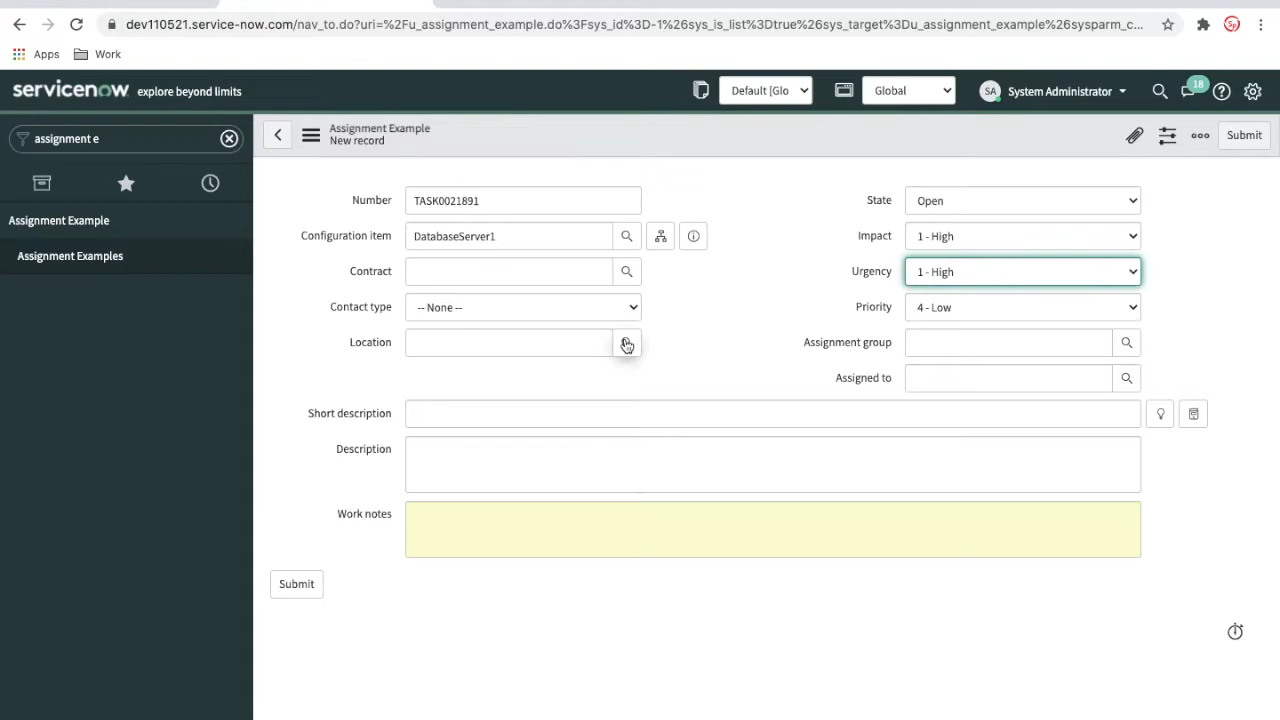 dev110521.service-now.com/nav_to.do?uri=%2Fu_assignment_example.do%3Fsys_id%3D-1%26sys_is_list%3Dtrue%26sys_target%3Du_assignment_example%26sysparm_c...
Apps Work
servicenow explore beyond limits Default [Glo Global SA System Administrator 18
assignment e
Assignment Example
New record
Submit
Assignment Example
Assignment Examples
Number TASK0021891
Configuration item DatabaseServer1
Contract
Contact type -- None --
Location
State Open
Impact 1 - High
Urgency 1 - High
Priority 4 - Low
Assignment group
Assigned to
Short description
Description
Work notes
Submit